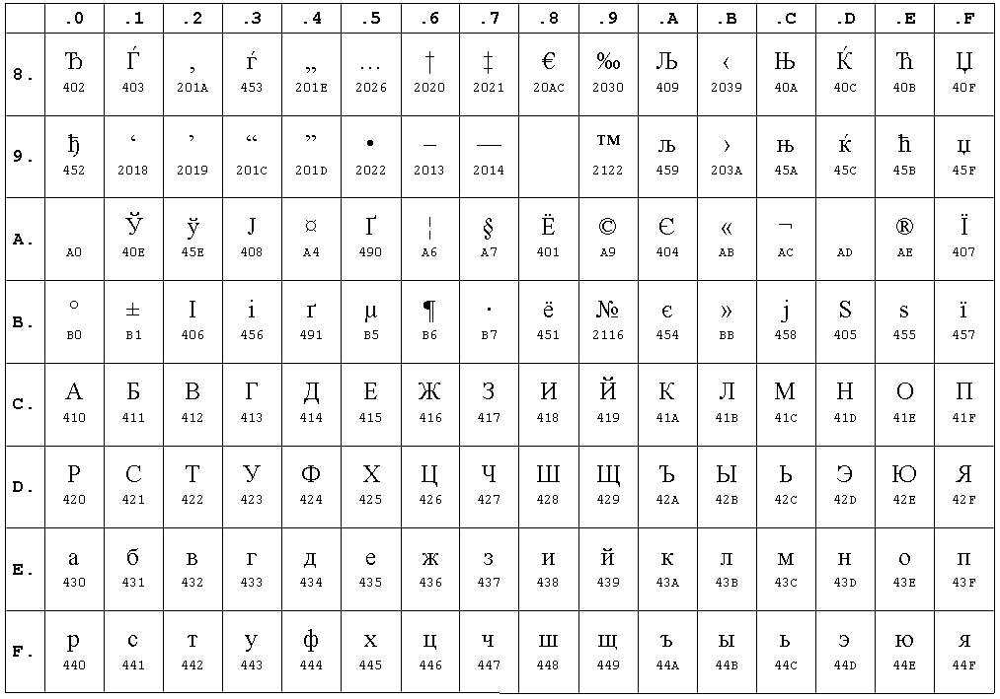 .0 .1 .2 .3 .4 .5 .6 .7 .8 .9 .A .B .C .D .E .F
8. Ђ Ѓ ‚ ѓ „ … † ‡ € ‰ Љ ‹ Њ Ќ Ћ Џ
402 403 201A 453 201E 2026 2020 2021 20AC 2030 409 2039 40A 40C 40B 40F
9. ђ ‘ ’ “ ” • – — ™ љ › њ ќ ћ џ
452 2018 2019 201C 201D 2022 2013 2014 2122 459 203A 45A 45C 45B 45F
A. Ў ў Ј ¤ Ґ ¦ § Ё © Є « ¬ ® Ї
A0 40E 45E 408 A4 490 A6 A7 401 A9 404 AB AC AD AE 407
B. ° ± І і ґ µ ¶ · ё № є » ј Ѕ ѕ ї
B0 B1 406 456 491 B5 B6 B7 451 2116 454 BB 458 405 455 457
C. А Б В Г Д Е Ж З И Й К Л М Н О П
410 411 412 413 414 415 416 417 418 419 41A 41B 41C 41D 41E 41F
D. Р С Т У Ф Х Ц Ч Ш Щ Ъ Ы Ь Э Ю Я
420 421 422 423 424 425 426 427 428 429 42A 42B 42C 42D 42E 42F
E. а б в г д е ж з и й к л м н о п
430 431 432 433 434 435 436 437 438 439 43A 43B 43C 43D 43E 43F
F. р с т у ф х ц ч ш щ ъ ы ь э ю я
440 441 442 443 444 445 446 447 448 449 44A 44B 44C 44D 44E 44F